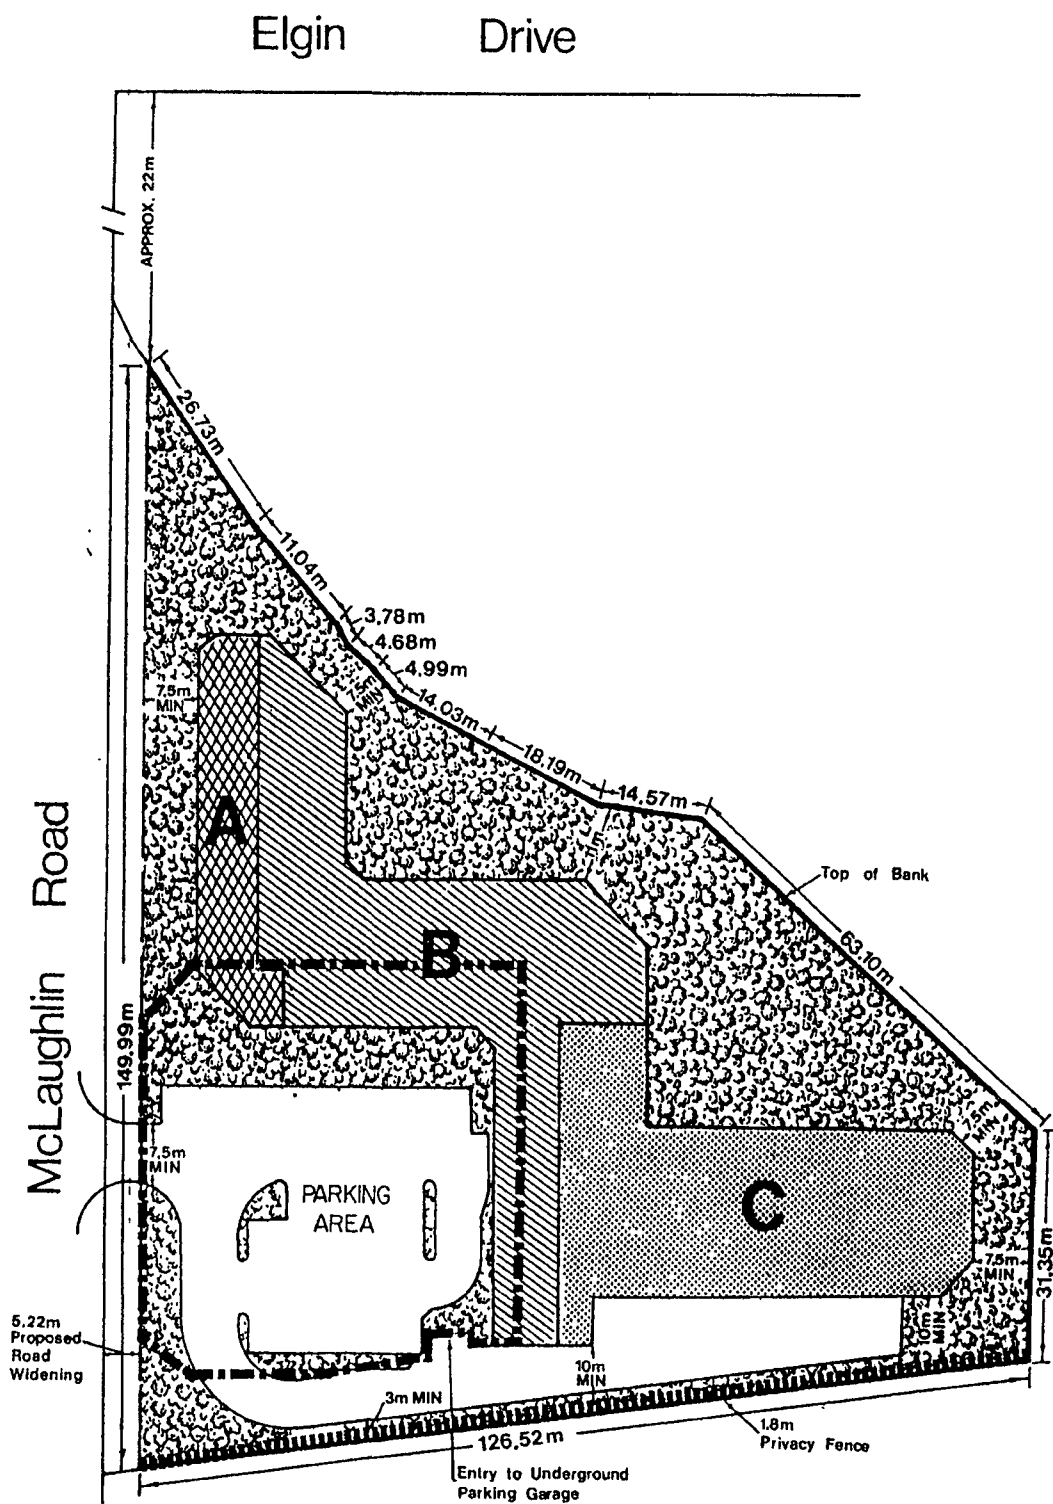 Elgin Drive
APPROX. 22m
26.73m
11.04m
3.78m
4.68m
4.99m
7.5m
MIN
7.5m
MIN
14.03m
18.19m
14.57m
A
Top of Bank
McLaughlin Road
B
63.10m
149.99m
7.5m
MIN
7.5m
MIN
PARKING
AREA
C
7.5m
MIN
31.35m
5.22m
Proposed
Road
Widening
10m
MIN
10m
MIN
3m MIN
126.52m
1.8m
Privacy Fence
Entry to Underground
Parking Garage